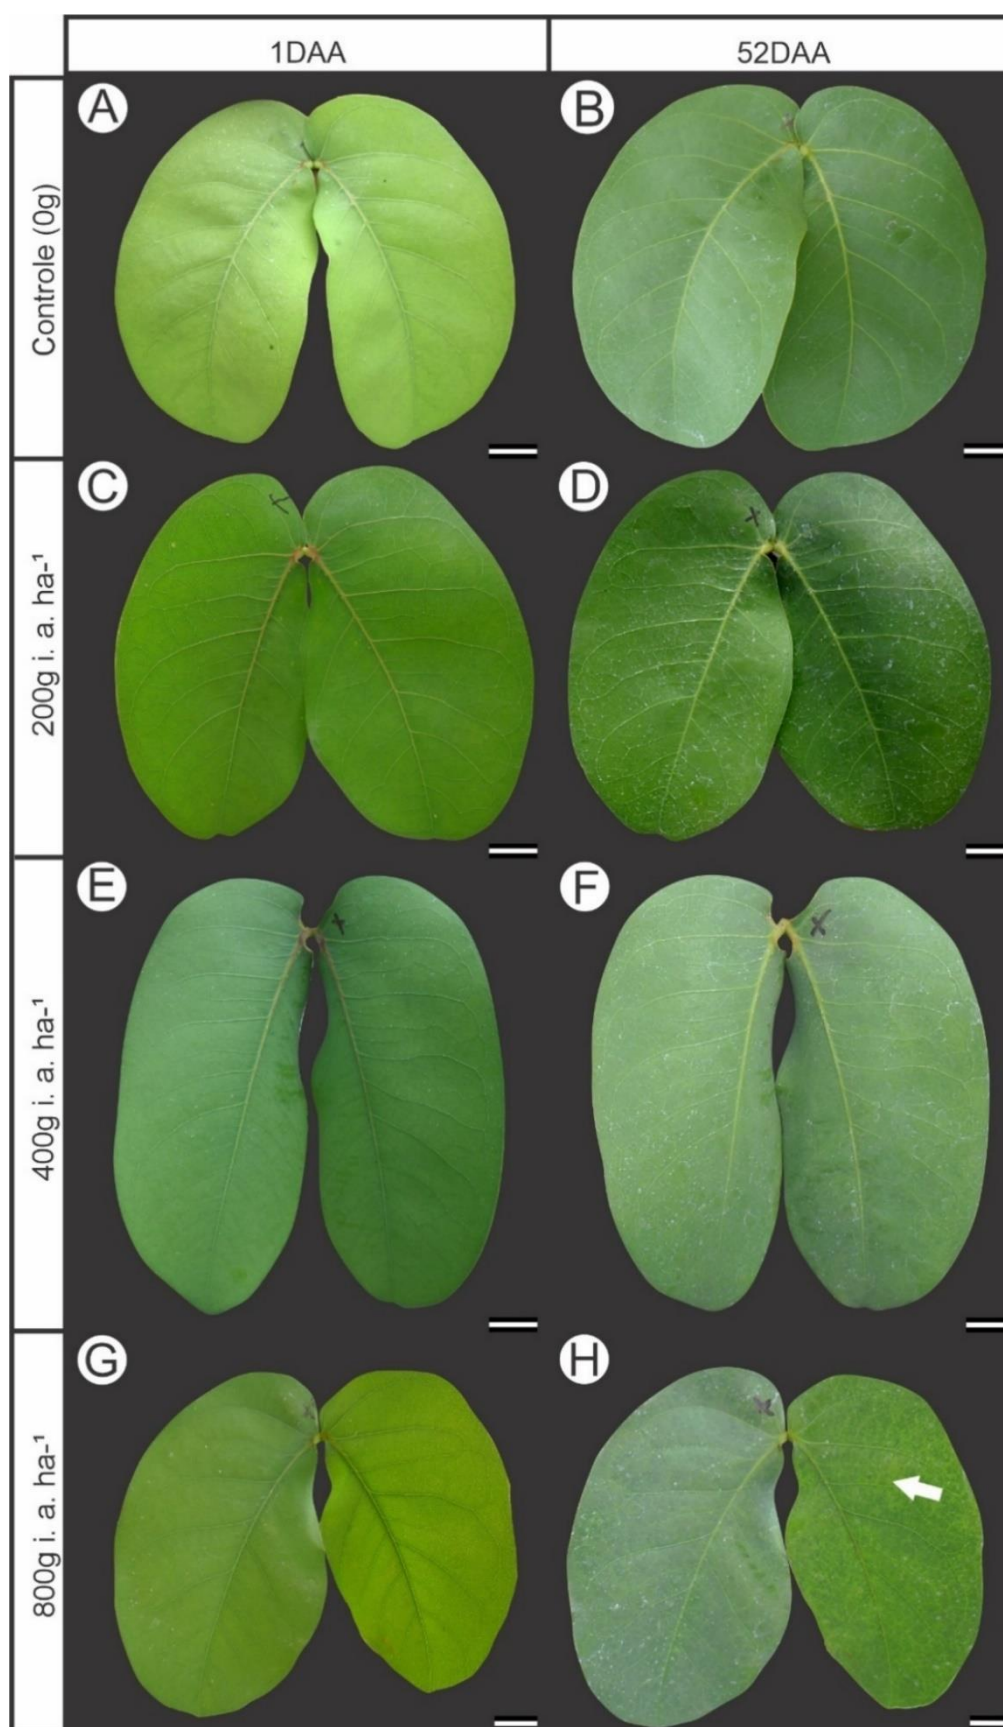 1DAA
52DAA
Controle (0g)
A
B
200g i. a. ha-¹
C
D
400g i. a. ha-¹
E
F
800g i. a. ha-¹
G
H